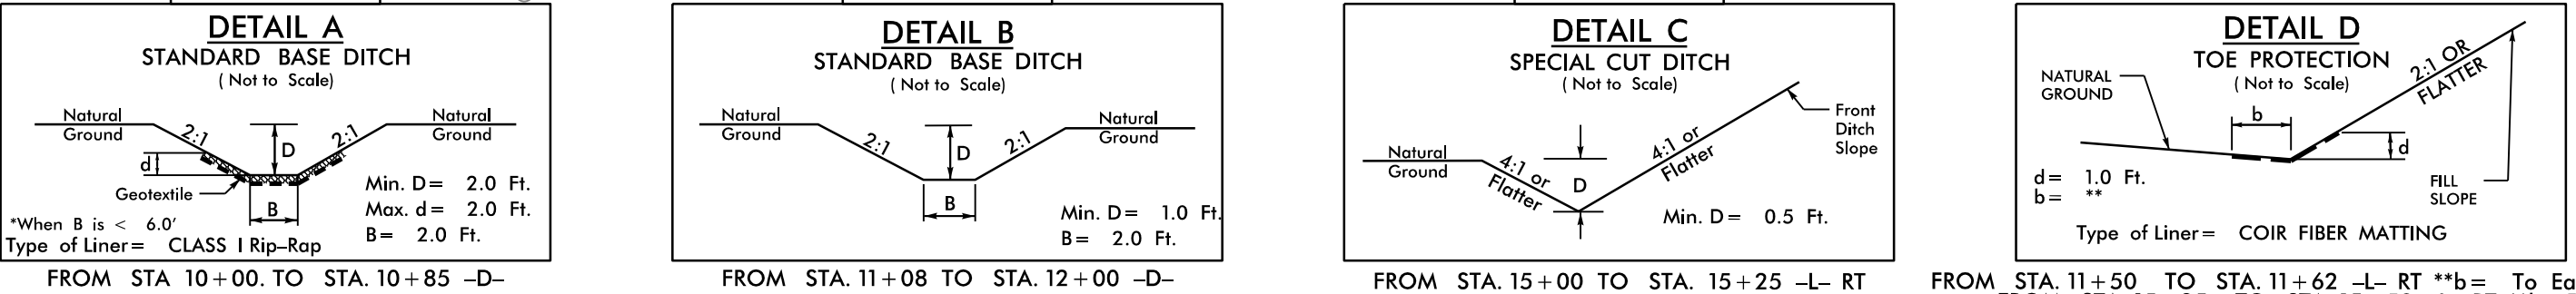 DETAIL A
STANDARD BASE DITCH
( Not to Scale)
Natural
Ground
Natural
Ground
2:1
2:1
D
d
Geotextile
B
Min. D= 2.0 Ft.
Max. d= 2.0 Ft.
B= 2.0 Ft.
*When B is < 6.0'
Type of Liner= CLASS I Rip-Rap
FROM STA 10+00. TO STA. 10+85 -D-
DETAIL B
STANDARD BASE DITCH
( Not to Scale)
Natural
Ground
Natural
Ground
2:1
2:1
D
B
Min. D= 1.0 Ft.
B= 2.0 Ft.
FROM STA. 11+08 TO STA. 12+00 -D-
DETAIL C
SPECIAL CUT DITCH
( Not to Scale)
Natural
Ground
4:1 or
Flatter
D
4:1 or
Flatter
Front
Ditch
Slope
Min. D= 0.5 Ft.
FROM STA. 15+00 TO STA. 15+25 -L- RT
DETAIL D
TOE PROTECTION
( Not to Scale)
NATURAL
GROUND
2:1 OR
FLATTER
b
d
d= 1.0 Ft.
b= **
FILL
SLOPE
Type of Liner= COIR FIBER MATTING
FROM STA. 11+50 TO STA. 11+62 -L- RT **b= To